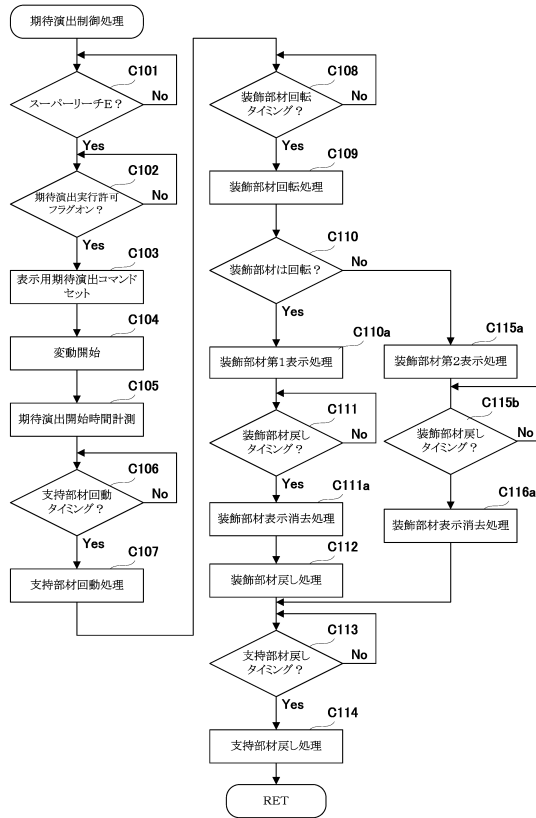 期待演出制御処理
C101
スーパーリーチE？
No
Yes
C102
期待演出実行許可
フラグオン？
No
Yes
C103
表示用期待演出コマンド
セット
C104
変動開始
C105
期待演出開始時間計測
C106
支持部材回動
タイミング？
No
Yes
C107
支持部材回動処理
C108
装飾部材回転
タイミング？
No
Yes
C109
装飾部材回転処理
C110
装飾部材は回転？
No
Yes
C110a
装飾部材第1表示処理
C111
装飾部材戻し
タイミング？
No
Yes
C111a
装飾部材表示消去処理
C112
装飾部材戻し処理
C115a
装飾部材第2表示処理
C115b
装飾部材戻し
タイミング？
No
C116a
装飾部材表示消去処理
C113
支持部材戻し
タイミング？
No
Yes
C114
支持部材戻し処理
RET